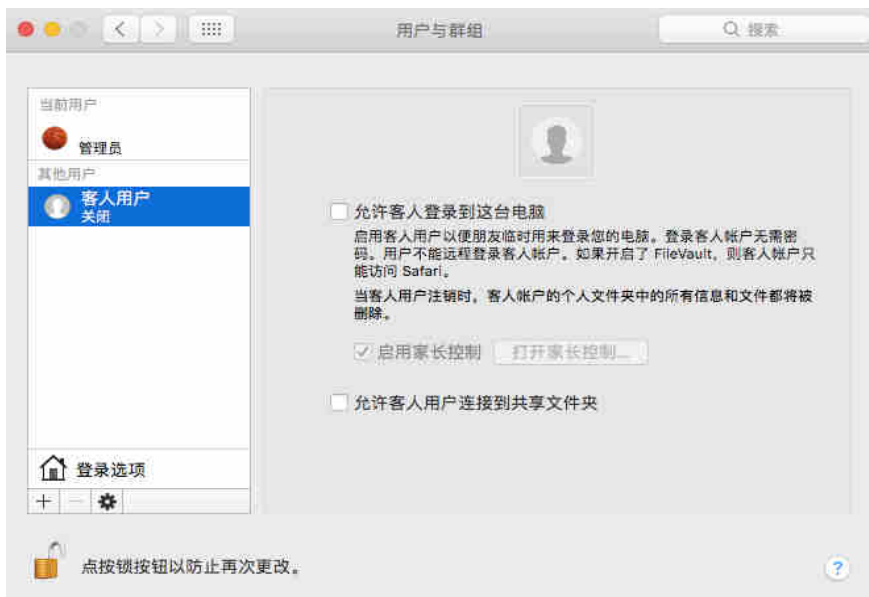 用户与群组
搜索
当前用户
管理员
其他用户
客人用户
关闭
允许客人登录到这台电脑
启用客人用户以便朋友临时用来登录您的电脑。登录客人帐户无需密
码。用户不能远程登录客人帐户。如果开启了 FileVault，则客人帐户只
能访问 Safari。
当客人用户注销时，客人帐户的个人文件夹中的所有信息和文件都将被
删除。
启用家长控制
打开家长控制...
允许客人用户连接到共享文件夹
登录选项
点按锁按钮以防止再次更改。